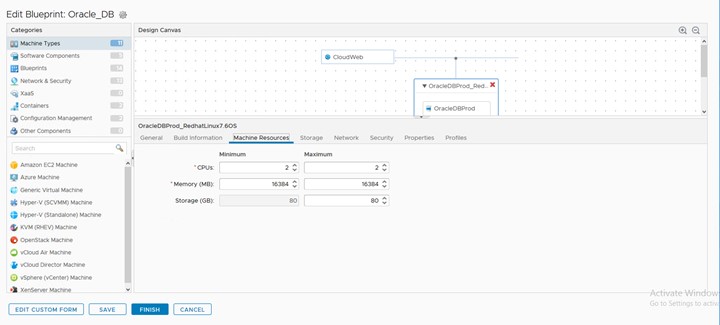 Edit Blueprint: Oracle_DB
Categories
Machine Types 11
Software Components
Blueprints 14
Network & Security
XaaS
Containers
Configuration Management
Other Components
Search
Amazon EC2 Machine
Azure Machine
Generic Virtual Machine
Hyper-V (SCVMM) Machine
Hyper-V (Standalone) Machine
KVM (RHEV) Machine
OpenStack Machine
vCloud Air Machine
vCloud Director Machine
vSphere (vCenter) Machine
XenServer Machine
Design Canvas
CloudWeb
OracleDBProd_Red...
OracleDBProd
OracleDBProd_RedhatLinux7.6OS
General Build Information Machine Resources Storage Network Security Properties Profiles
Minimum Maximum
* CPUs: 2 2
* Memory (MB): 16384 16384
Storage (GB): 80 80
EDIT CUSTOM FORM SAVE FINISH CANCEL
Activate Window
Go to Settings to activ